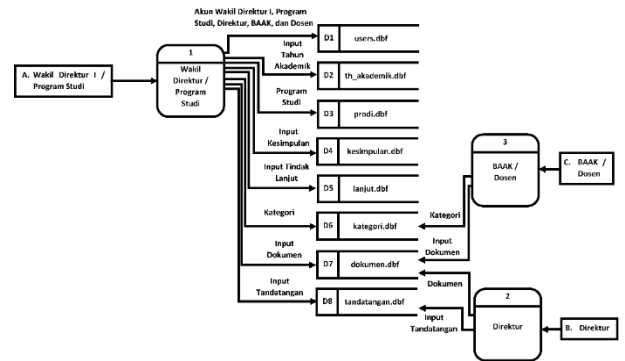 Akun Wakil Direktur I, Program
Studi, Direktur, BAAK, dan Dosen
D1 users.dbf
1
Input
Tahun
Akademik
A. Wakil Direktur I /
Program Studi
Wakil
Direktur /
Program
Studi
D2 th_akademik.dbf
Program
Studi
D3 prodi.dbf
Input
Kesimpulan
D4 kesimpulan.dbf
3
BAAK /
Dosen
C. BAAK /
Dosen
Input Tindak
Lanjut
D5 lanjut.dbf
Kategori
D6 kategori.dbf
Kategori
Input
Dokumen
D7 dokumen.dbf
Input
Dokumen
Dokumen
Input
Tandatangan
D8 tandatangan.dbf
2
Direktur
B. Direktur
Input
Tandatangan